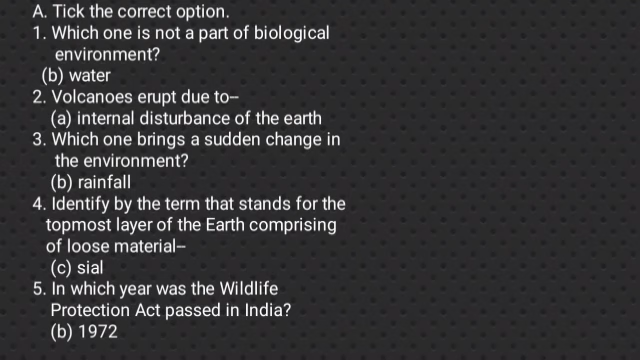 A. Tick the correct option.
1. Which one is not a part of biological
environment?
(b) water
2. Volcanoes erupt due to--
(a) internal disturbance of the earth
3. Which one brings a sudden change in
the environment?
(b) rainfall
4. Identify by the term that stands for the
topmost layer of the Earth comprising
of loose material--
(c) sial
5. In which year was the Wildlife
Protection Act passed in India?
(b) 1972